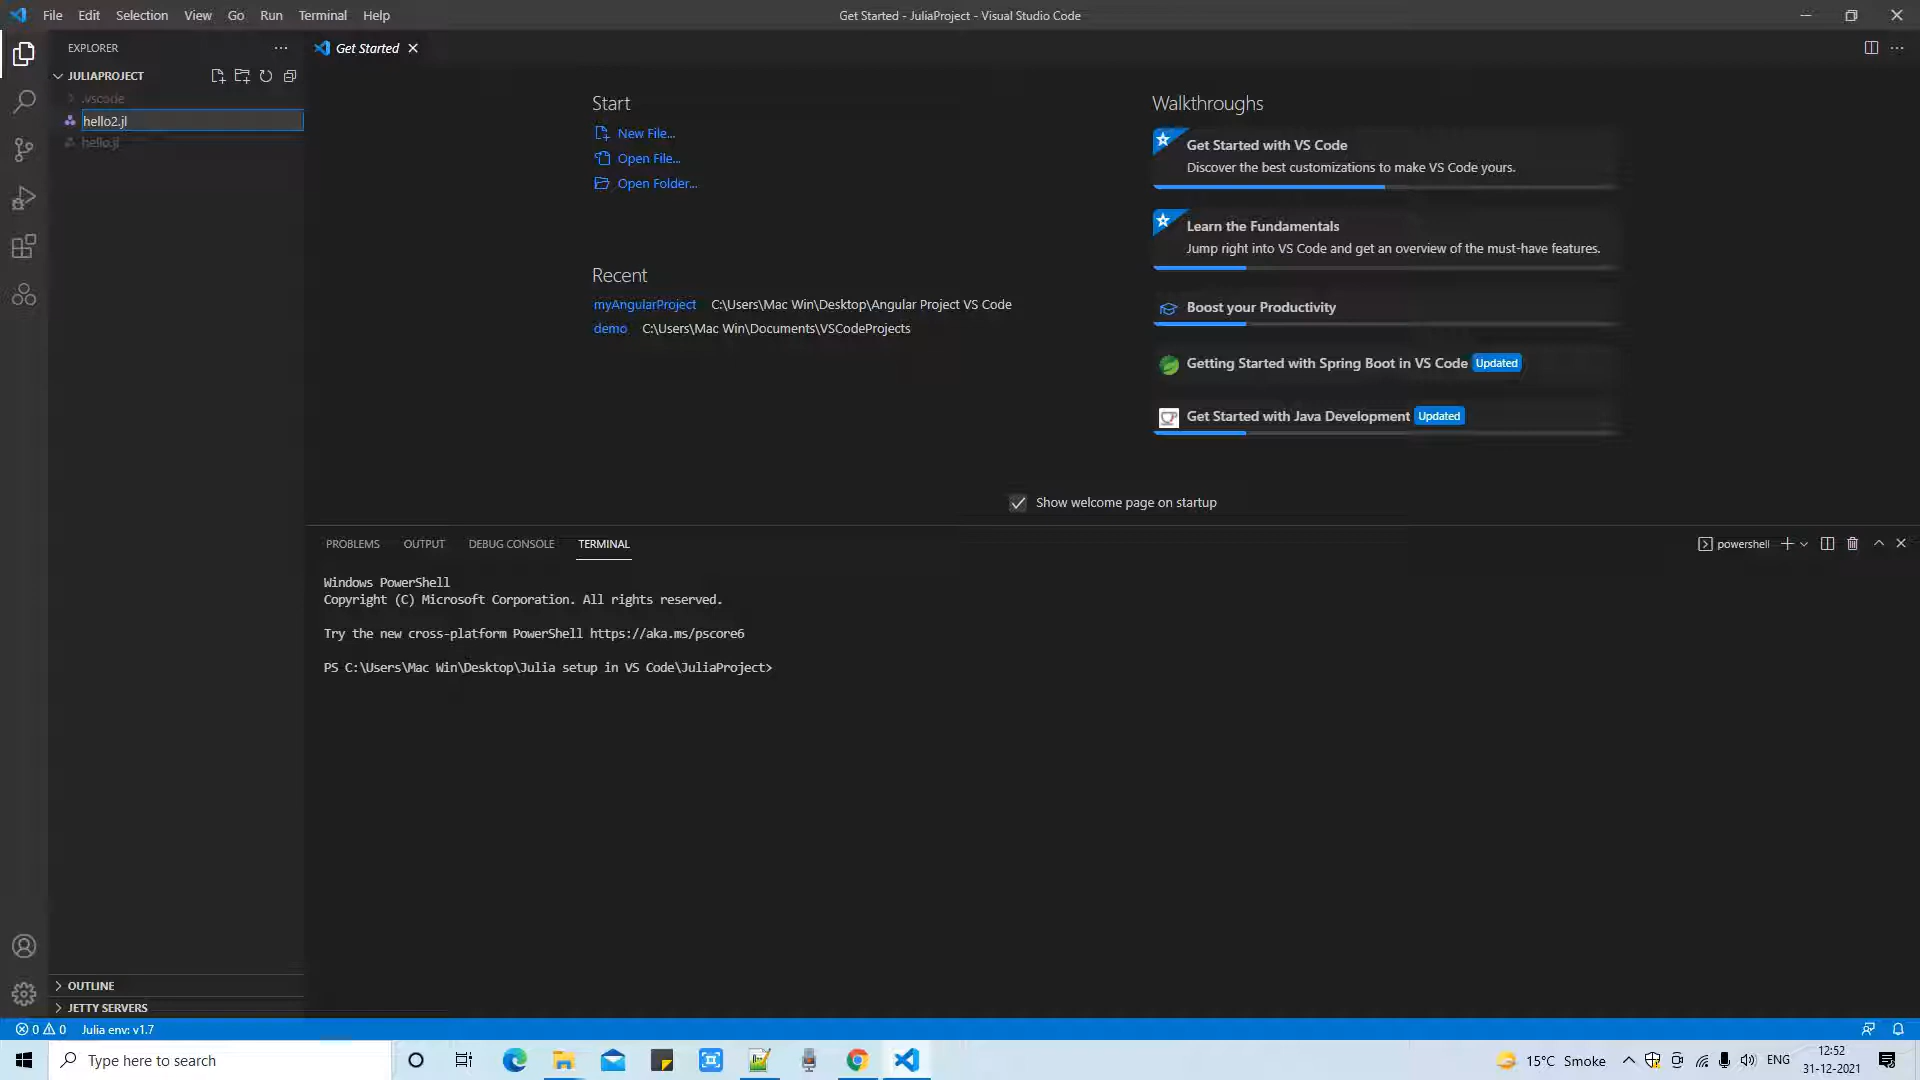 File Edit Selection View Go Run Terminal Help
Get Started - JuliaProject - Visual Studio Code
EXPLORER
Get Started
JULIAPROJECT
.vscode
hello2.jl
hello.jl
Start
New File...
Open File...
Open Folder...
Recent
myAngularProject C:\Users\Mac Win\Desktop\Angular Project VS Code
demo C:\Users\Mac Win\Documents\VSCodeProjects
Walkthroughs
Get Started with VS Code
Discover the best customizations to make VS Code yours.
Learn the Fundamentals
Jump right into VS Code and get an overview of the must-have features.
Boost your Productivity
Getting Started with Spring Boot in VS Code Updated
Get Started with Java Development Updated
Show welcome page on startup
PROBLEMS OUTPUT DEBUG CONSOLE TERMINAL
powershell
Windows PowerShell
Copyright (C) Microsoft Corporation. All rights reserved.
Try the new cross-platform PowerShell https://aka.ms/pscore6
PS C:\Users\Mac Win\Desktop\Julia setup in VS Code\JuliaProject>
OUTLINE
JETTY SERVERS
0 0 Julia env: v1.7
Type here to search
15°C Smoke
ENG
12:52
31-12-2021